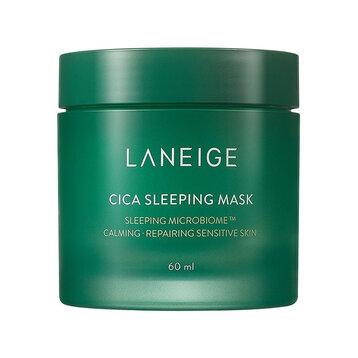 LANEIGE
CICA SLEEPING MASK
SLEEPING MICROBIOME™
CALMING · REPAIRING SENSITIVE SKIN
60 ml